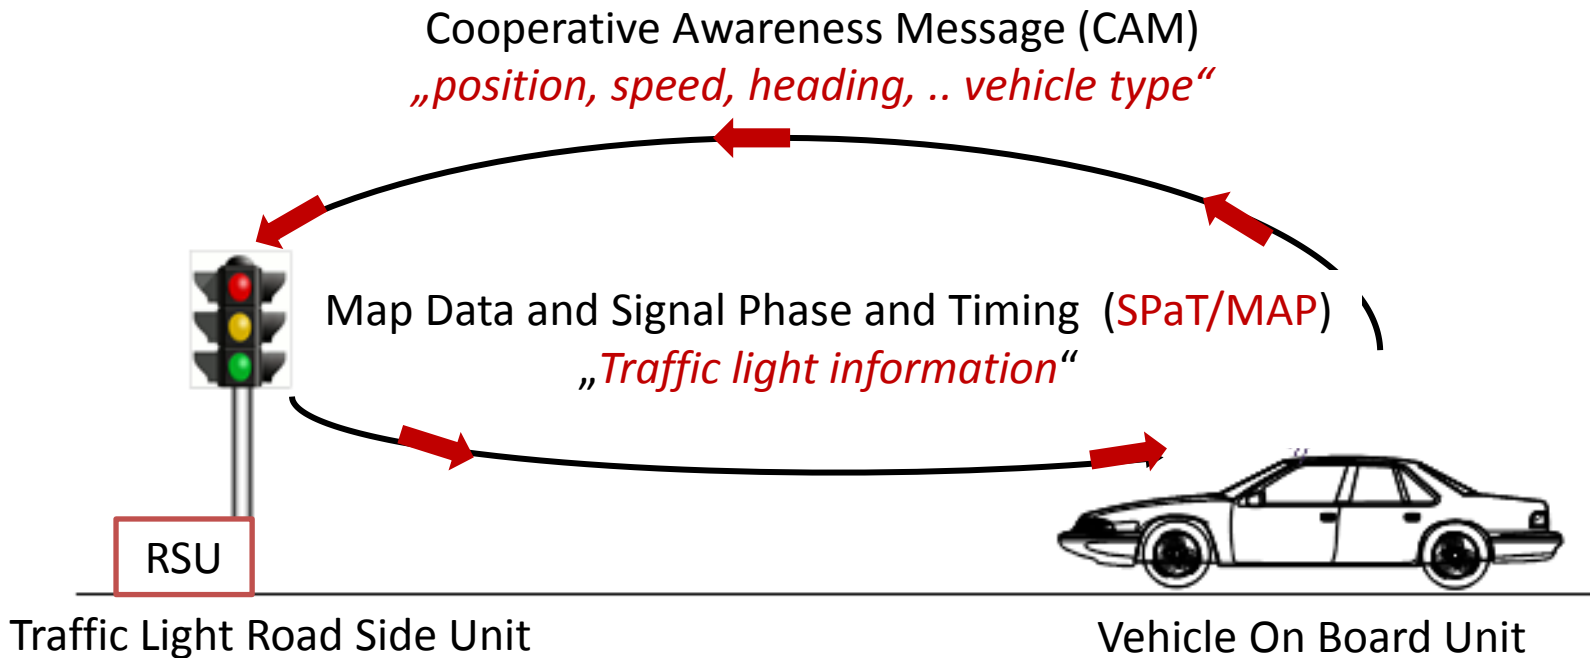 Cooperative Awareness Message (CAM)
„position, speed, heading, .. vehicle type“
Map Data and Signal Phase and Timing (SPaT/MAP)
„Traffic light information“
RSU
Traffic Light Road Side Unit
Vehicle On Board Unit